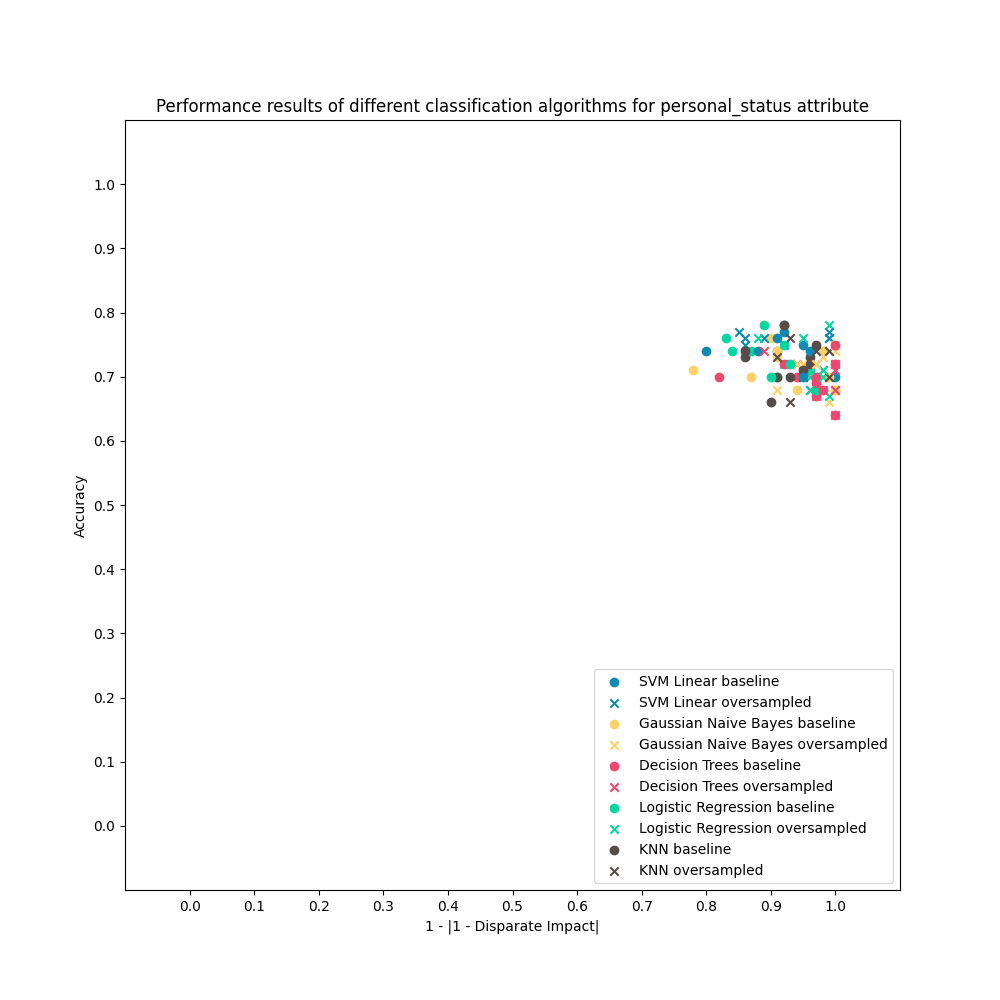 Performance results of different classification algorithms for personal_status attribute
1.0
0.9
0.8
0.7
0.6
0.5
0.4
0.3
0.2
0.1
0.0
Accuracy
SVM Linear baseline
SVM Linear oversampled
Gaussian Naive Bayes baseline
Gaussian Naive Bayes oversampled
Decision Trees baseline
Decision Trees oversampled
Logistic Regression baseline
Logistic Regression oversampled
KNN baseline
KNN oversampled
0.0 0.1 0.2 0.3 0.4 0.5 0.6 0.7 0.8 0.9 1.0
1 - |1 - Disparate Impact|